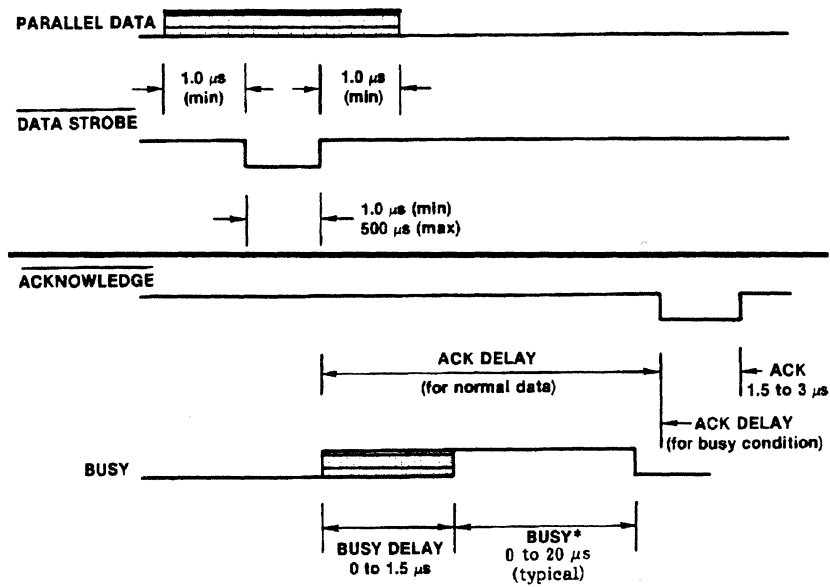 PARALLEL DATA
1.0 µs
(min)
1.0 µs
(min)
DATA STROBE
1.0 µs (min)
500 µs (max)
ACKNOWLEDGE
ACK DELAY
(for normal data)
ACK
1.5 to 3 µs
ACK DELAY
(for busy condition)
BUSY
BUSY DELAY
0 to 1.5 µs
BUSY*
0 to 20 µs
(typical)